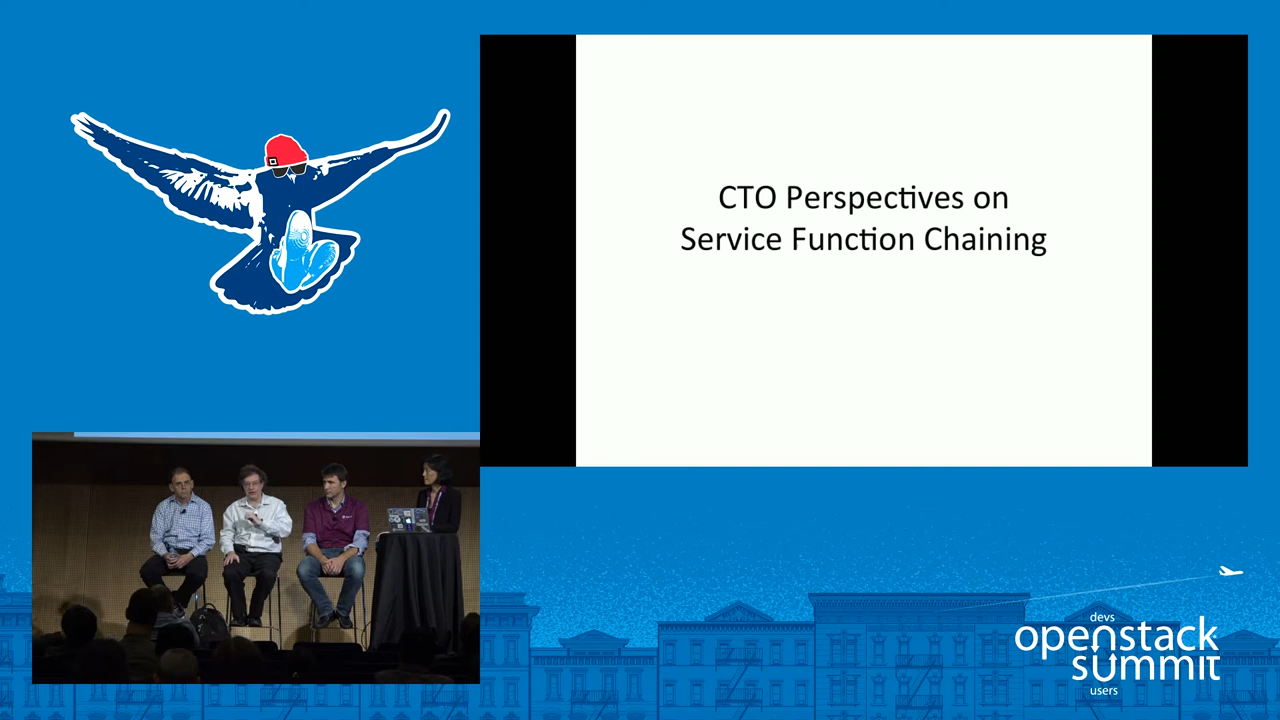 CTO Perspectives on
Service Function Chaining
devs
openstack
summit
users